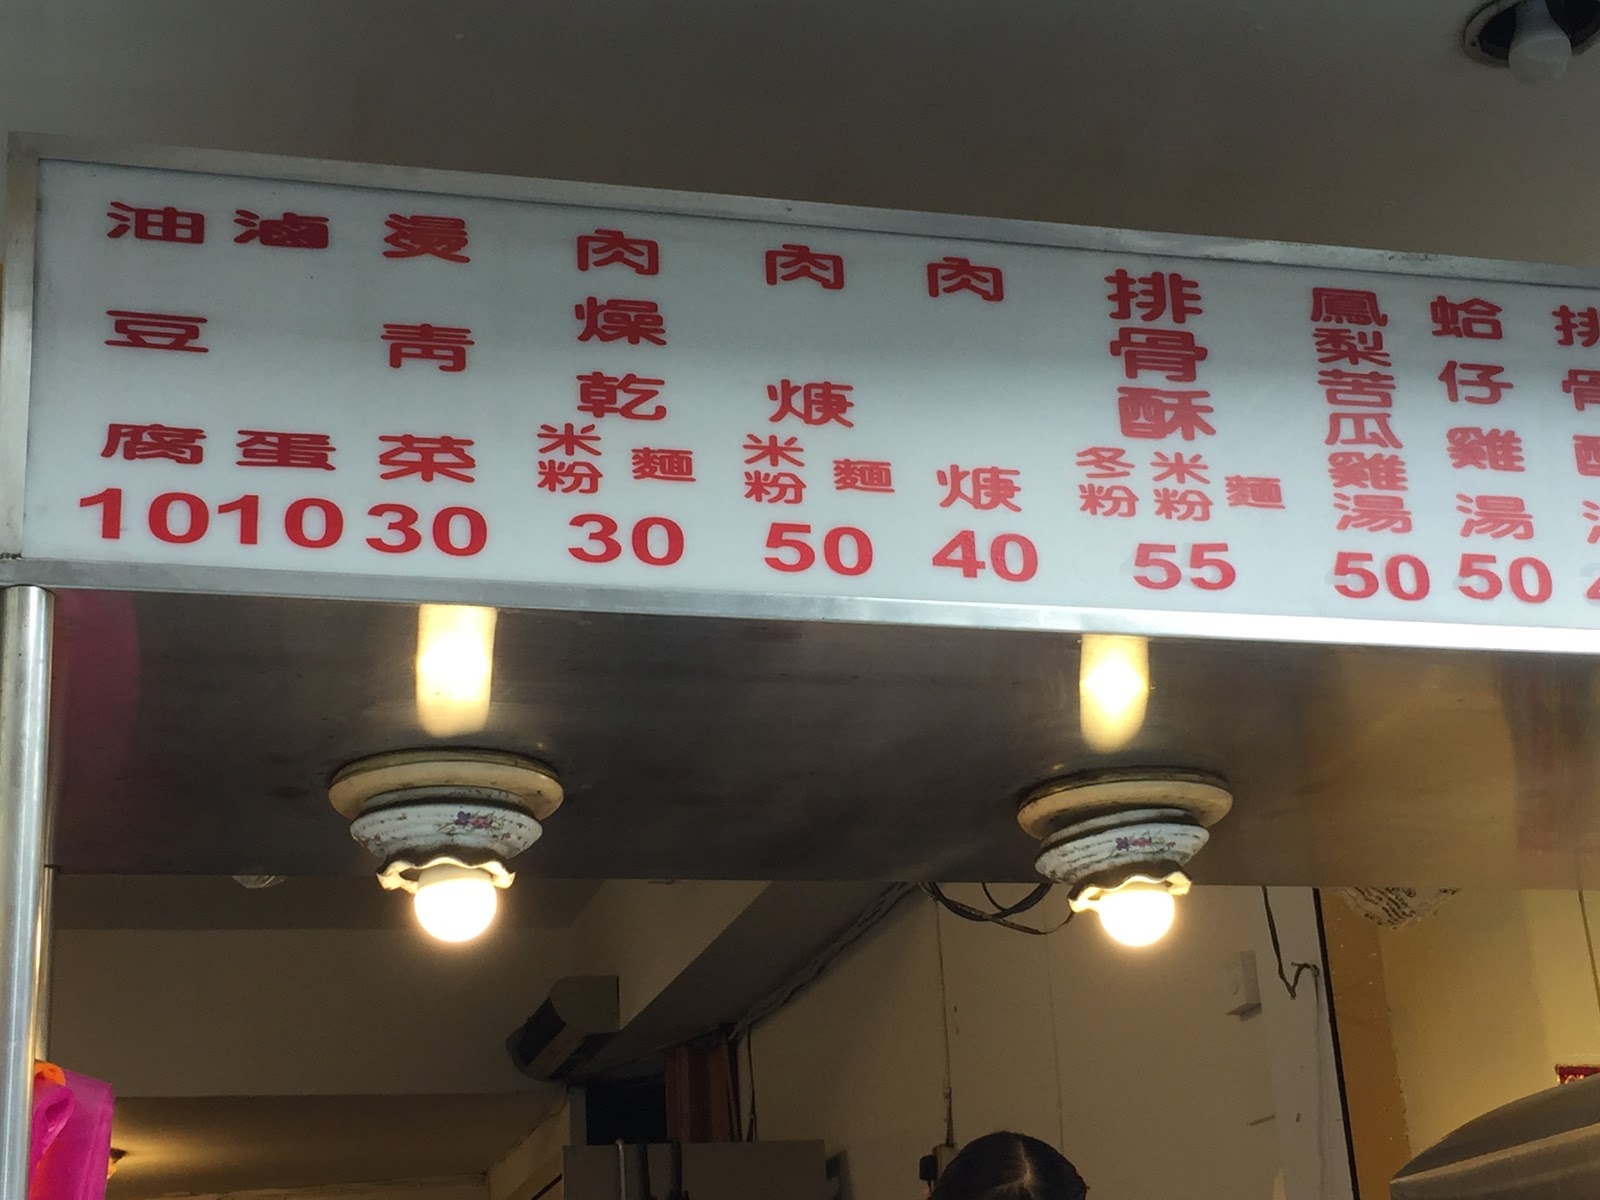 蛤仔雞湯 50
鳳梨苦瓜雞湯 50
排骨酥 麵 米粉 冬粉 55
肉焿 40
肉焿 麵 米粉 50
肉燥乾 麵 米粉 30
燙青菜 30
滷蛋 10
油豆腐 10